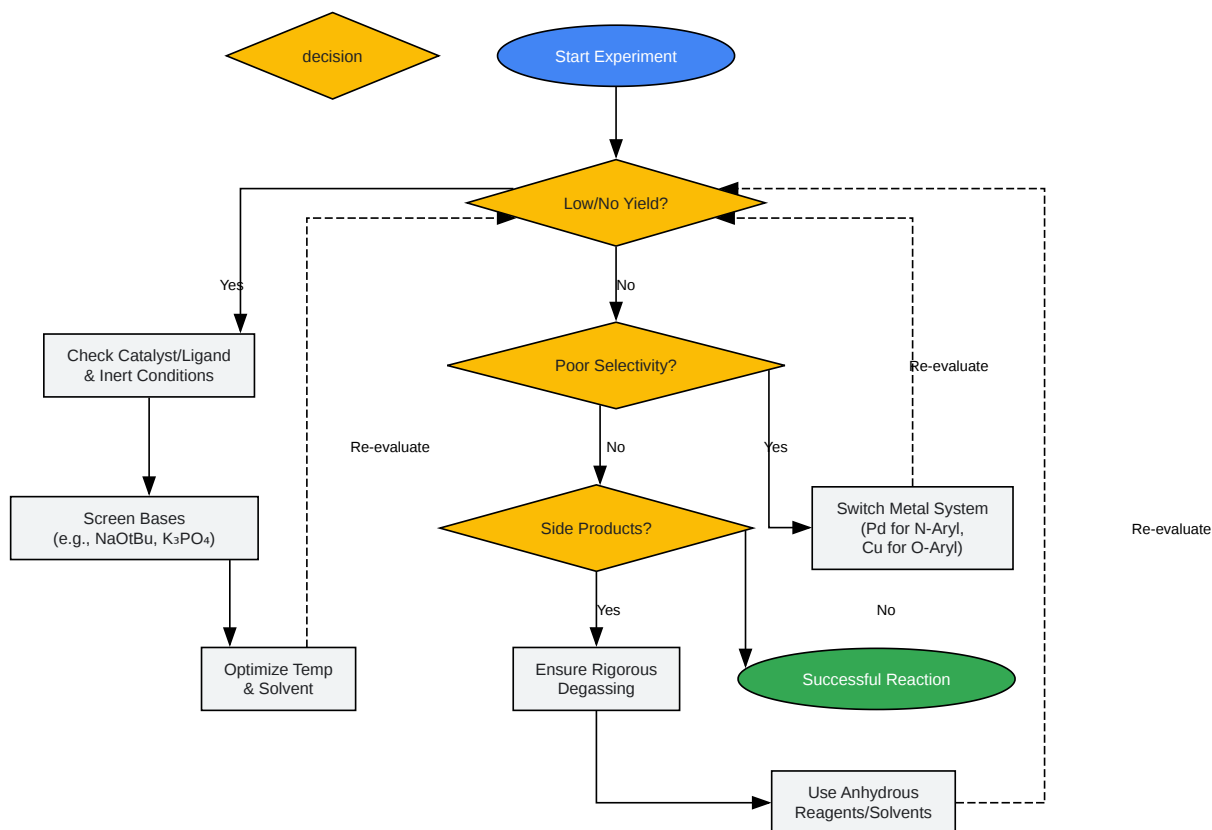 decision
Start Experiment
Low/No Yield?
Yes
No
Check Catalyst/Ligand
& Inert Conditions
Poor Selectivity?
Re-evaluate
Re-evaluate
No
Yes
Screen Bases
(e.g., NaOtBu, K₃PO₄)
Side Products?
Switch Metal System
(Pd for N-Aryl,
Cu for O-Aryl)
Re-evaluate
Yes
No
Optimize Temp
& Solvent
Ensure Rigorous
Degassing
Successful Reaction
Use Anhydrous
Reagents/Solvents